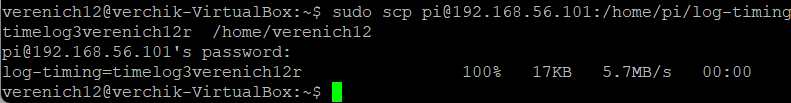 verenich12@verchik-VirtualBox:~$ sudo scp pi@192.168.56.101:/home/pi/log-timing
timelog3verenich12r  /home/verenich12
pi@192.168.56.101's password:
log-timing=timelog3verenich12r                100%   17KB   5.7MB/s   00:00
verenich12@verchik-VirtualBox:~$